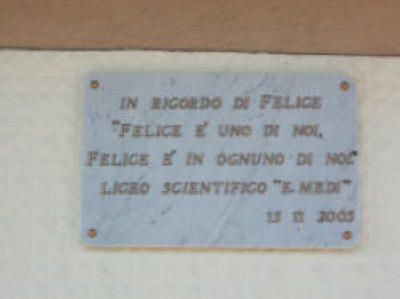 IN RICORDO DI FELICE
"FELICE E' UNO DI NOI,
FELICE E' IN OGNUNO DI NOI."
LICEO SCIENTIFICO "E. MEDI"
15 11 2005